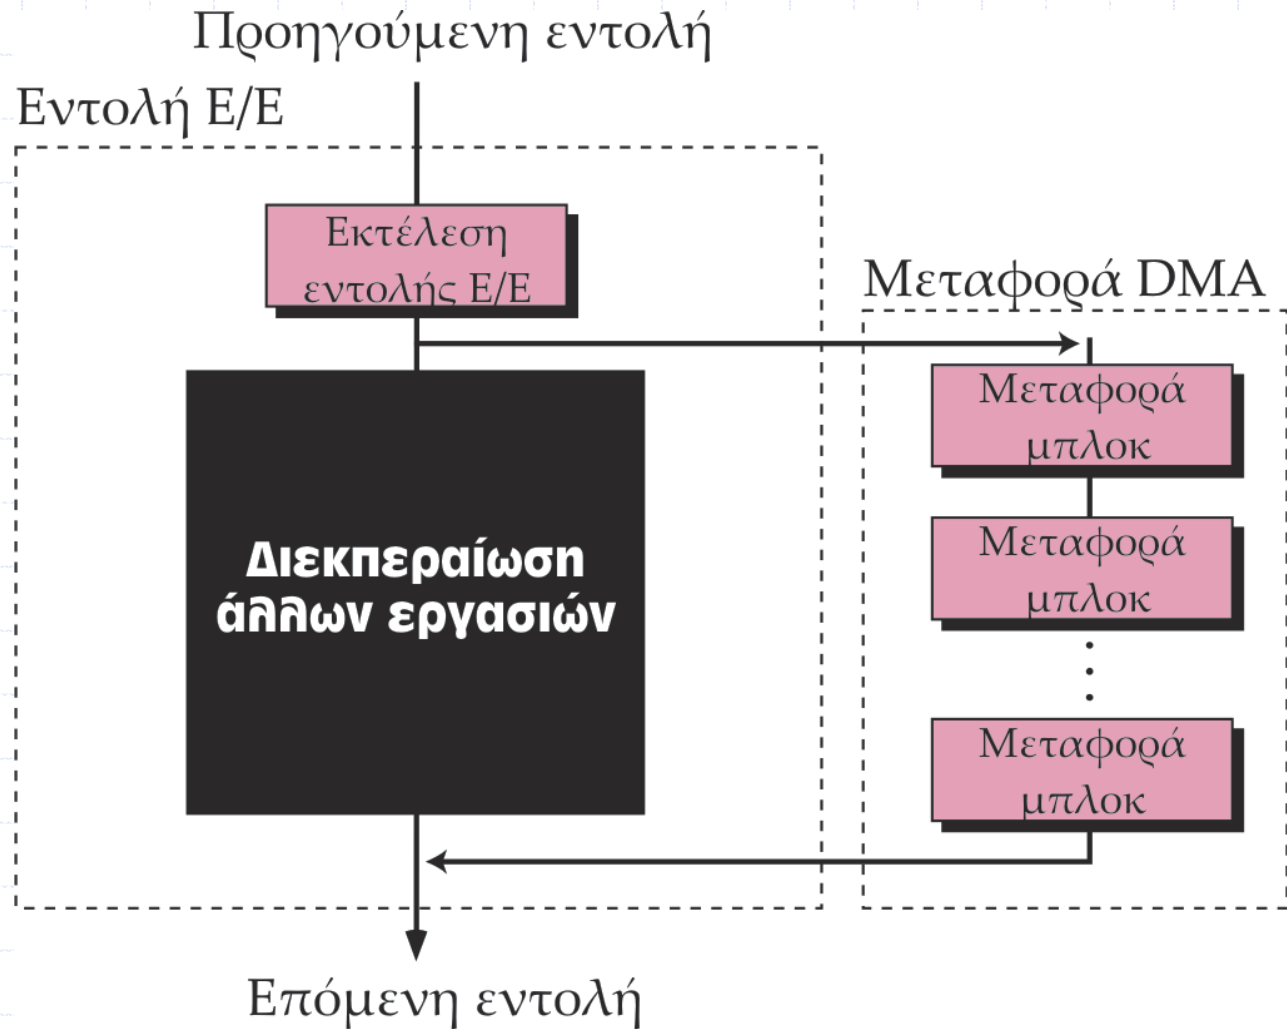 Προηγούμενη εντολή
Εντολή Ε/Ε
Εκτέλεση
εντολής Ε/Ε
Μεταφορά DMA
Μεταφορά
μπλοκ
Μεταφορά
μπλοκ
Διεκπεραίωση
άλλων εργασιών
Μεταφορά
μπλοκ
Επόμενη εντολή